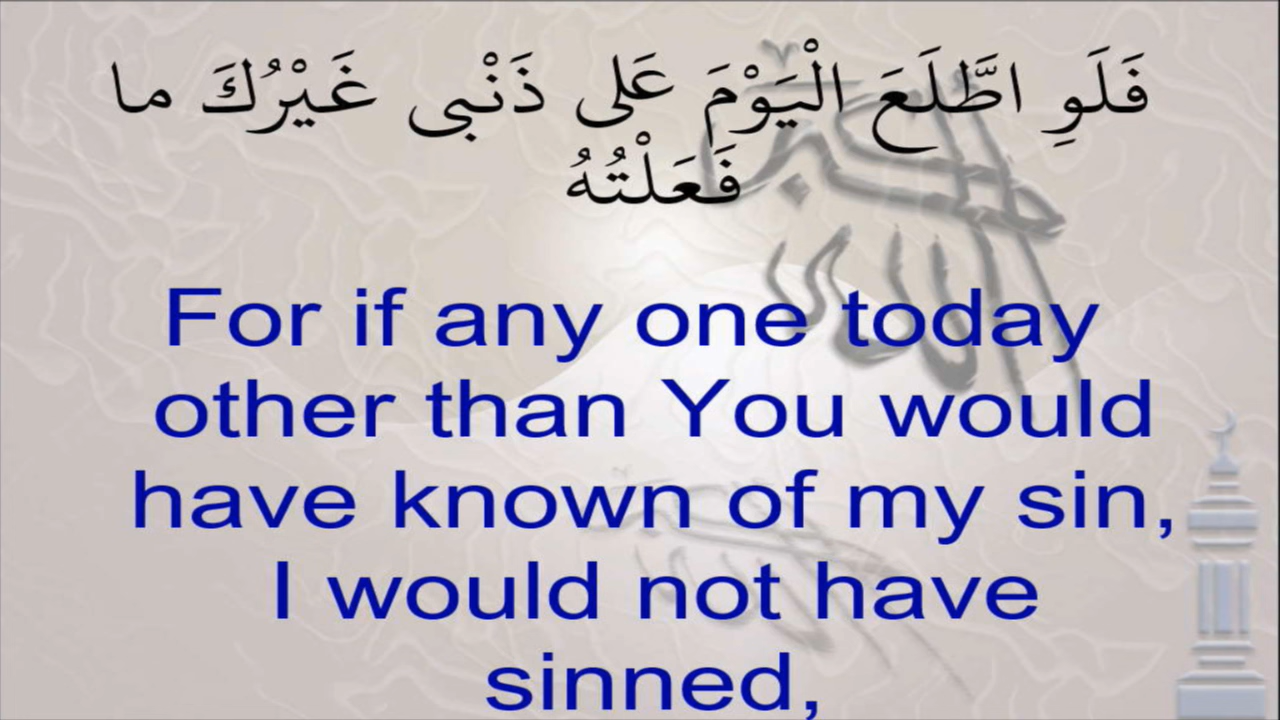 فَلَوِ اطَّلَعَ الْيَوْمَ عَلى ذَنْبى غَيْرُكَ ما
فَعَلْتُهُ
For if any one today
other than You would
have known of my sin,
I would not have
sinned,